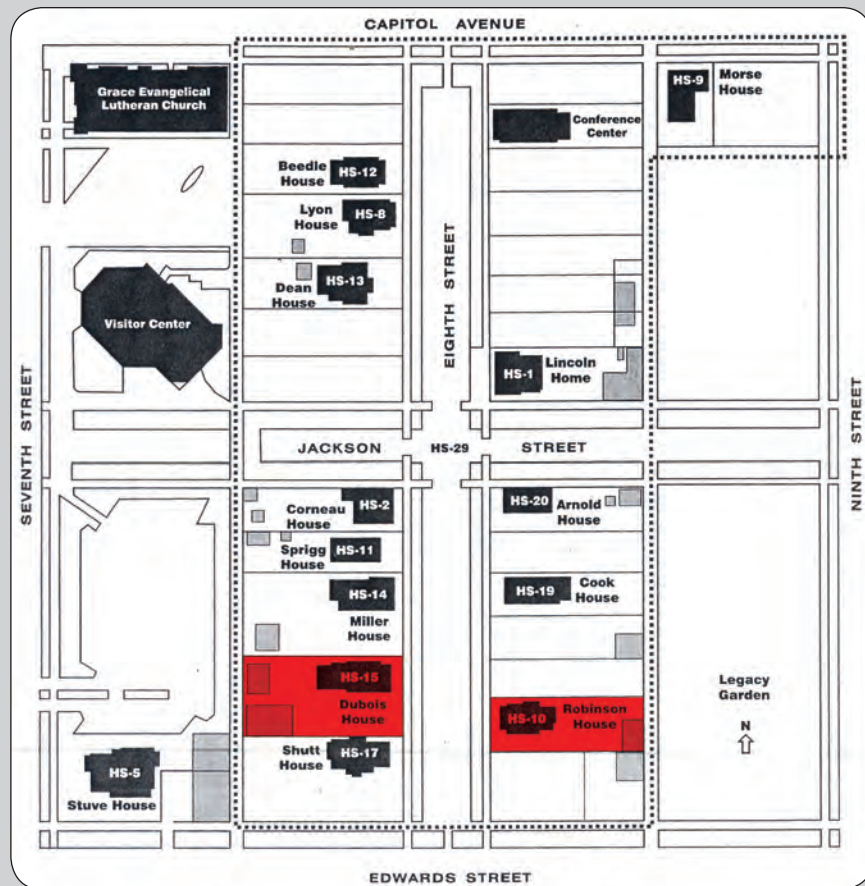 CAPITOL AVENUE
Grace Evangelical
Lutheran Church
HS-9
Morse
House
Conference
Center
Beedle
House
HS-12
Lyon
House
HS-8
Dean
House
HS-13
EIGHTH STREET
Visitor Center
HS-1
Lincoln
Home
SEVENTH STREET
JACKSON HS-29 STREET
NINTH STREET
Corneau
House
HS-2
HS-20
Arnold
House
Sprigg
House
HS-11
HS-14
Miller
House
HS-19
Cook
House
HS-15
Dubois
House
HS-10
Robinson
House
Legacy
Garden
N
Shutt
House
HS-17
HS-5
Stuve House
EDWARDS STREET